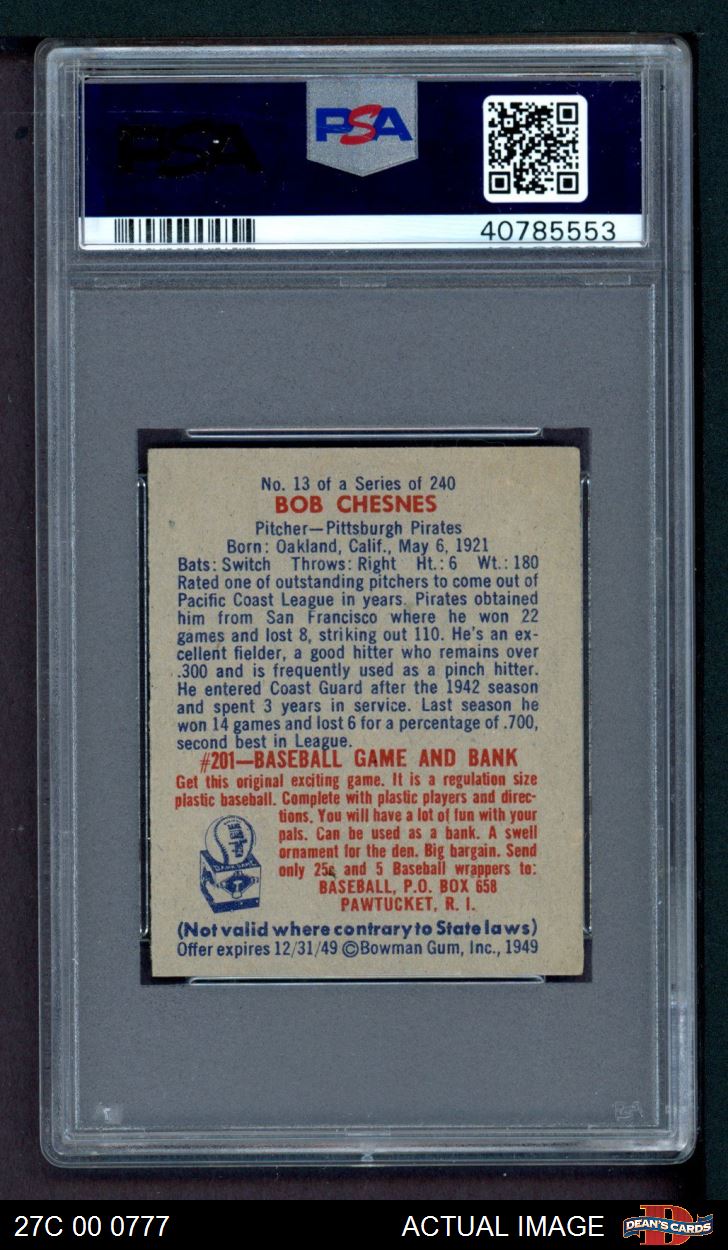 PSA
PSA
40785553
No. 13 of a Series of 240
BOB CHESNES
Pitcher—Pittsburgh Pirates
Born: Oakland, Calif., May 6, 1921
Bats: Switch Throws: Right Ht.: 6 Wt.: 180
Rated one of outstanding pitchers to come out of
Pacific Coast League in years. Pirates obtained
him from San Francisco where he won 22
games and lost 8, striking out 110. He's an ex-
cellent fielder, a good hitter who remains over
.300 and is frequently used as a pinch hitter.
He entered Coast Guard after the 1942 season
and spent 3 years in service. Last season he
won 14 games and lost 6 for a percentage of .700,
second best in League.
#201—BASEBALL GAME AND BANK
Get this original exciting game. It is a regulation size
plastic baseball. Complete with plastic players and direc-
tions. You will have a lot of fun with your
pals. Can be used as a bank. A swell
ornament for the den. Big bargain. Send
only 25¢ and 5 Baseball wrappers to:
BASEBALL, P.O. BOX 658
PAWTUCKET, R. I.
(Not valid where contrary to State laws)
Offer expires 12/31/49 ©Bowman Gum, Inc., 1949
PSA
27C 00 0777
ACTUAL IMAGE
DEAN'S CARDS